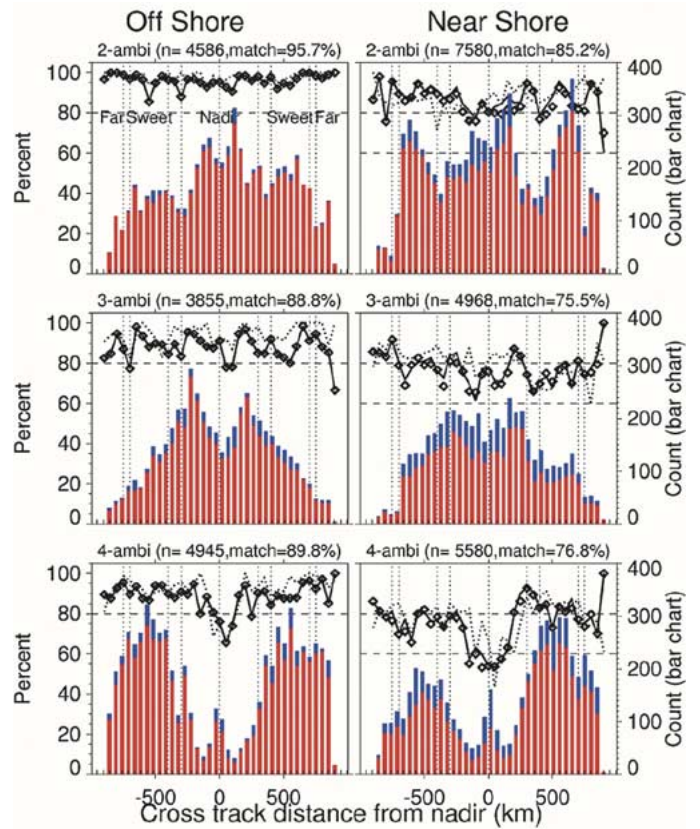 Off Shore
Near Shore
2-ambi (n= 4586,match=95.7%)
2-ambi (n= 7580,match=85.2%)
100
80
60
40
20
0
Percent
Far Sweet Nadir Sweet Far
400
300
200
100
0
Count (bar chart)
3-ambi (n= 3855,match=88.8%)
3-ambi (n= 4968,match=75.5%)
100
80
60
40
20
0
Percent
400
300
200
100
0
Count (bar chart)
4-ambi (n= 4945,match=89.8%)
4-ambi (n= 5580,match=76.8%)
100
80
60
40
20
0
Percent
400
300
200
100
0
Count (bar chart)
-500 0 500
-500 0 500
Cross track distance from nadir (km)